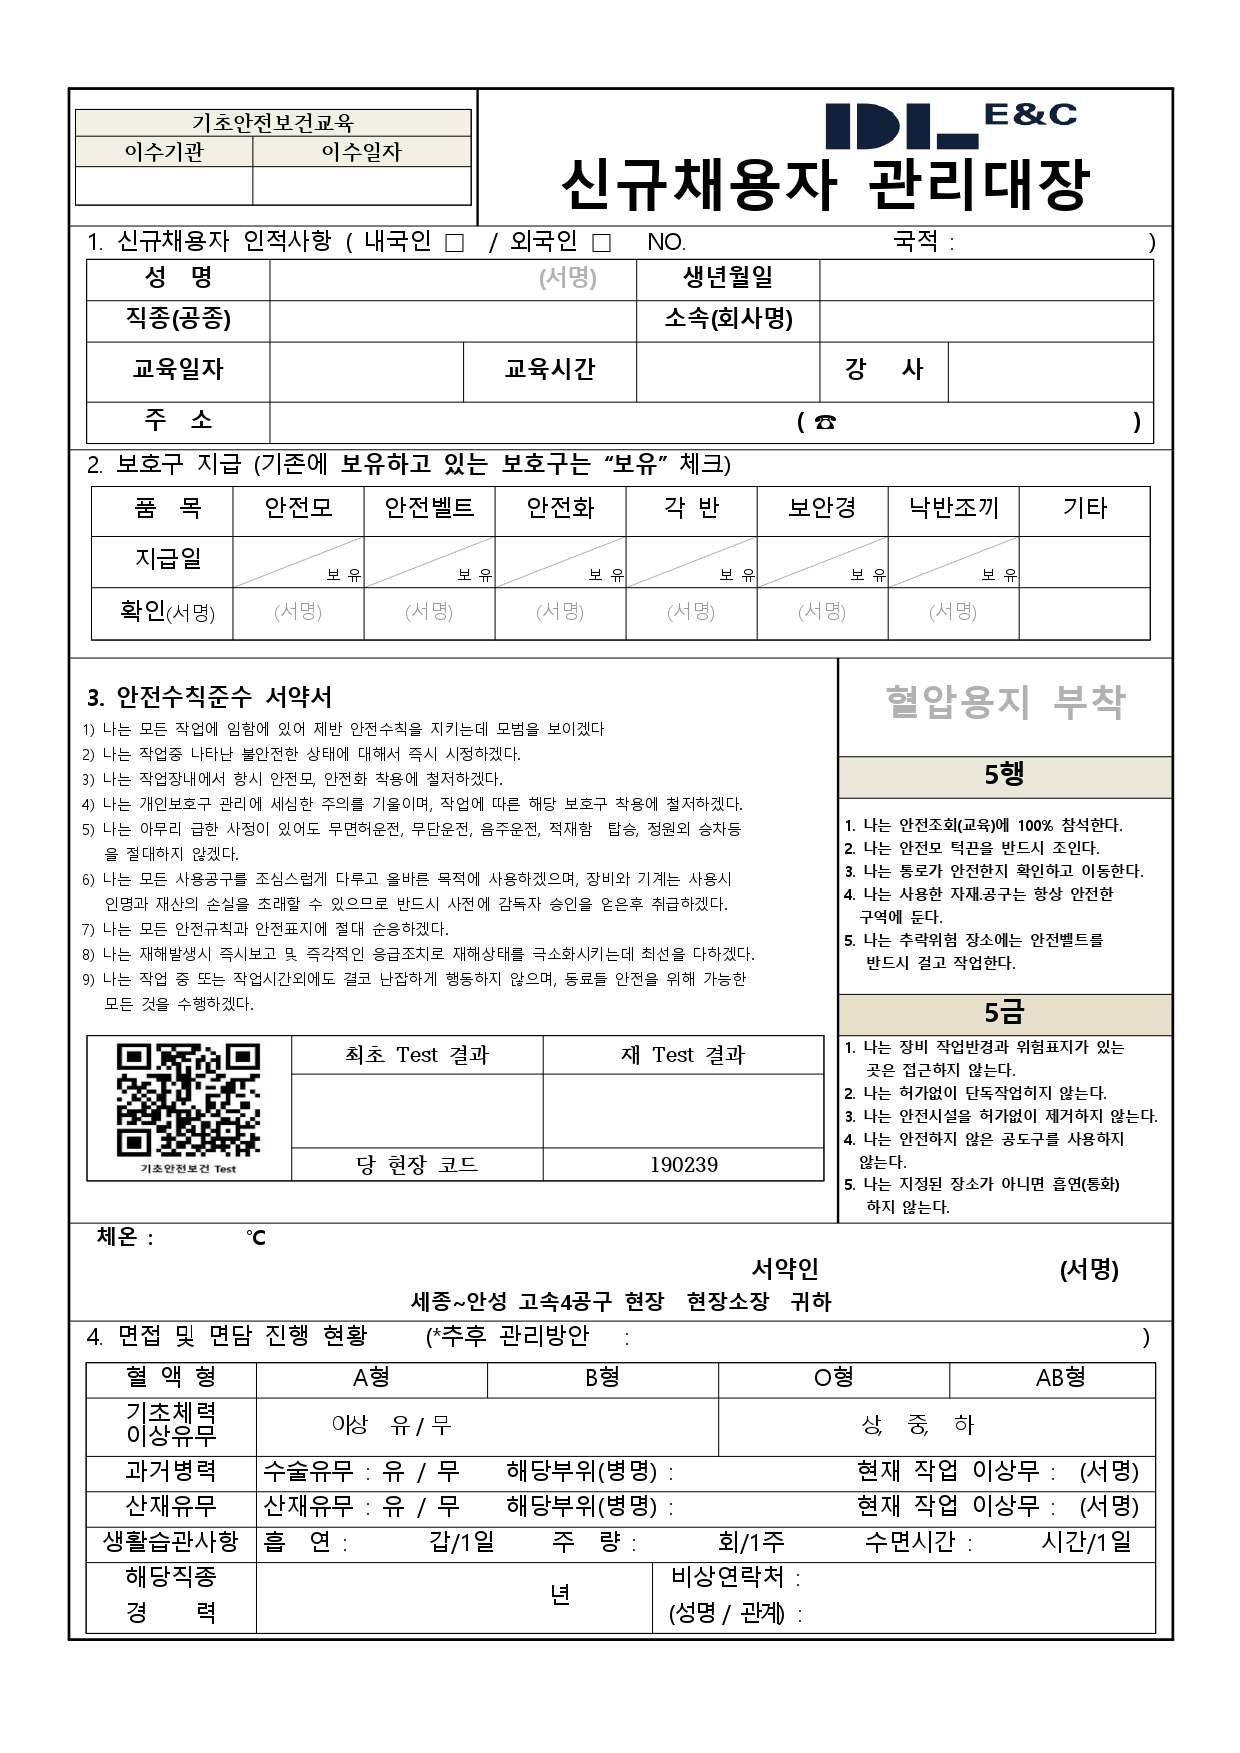 기초안전보건교육
이수기관 이수일자
DL E&C
신규채용자 관리대장
1. 신규채용자 인적사항 ( 내국인 □ / 외국인 □ NO. 국적 : )
성 명 (서명) 생년월일
직종(공종) 소속(회사명)
교육일자 교육시간 강 사
주 소 ( ☎ )
2. 보호구 지급 (기존에 보유하고 있는 보호구는 “보유” 체크)
품 목 안전모 안전벨트 안전화 각 반 보안경 낙반조끼 기타
지급일 보 유 보 유 보 유 보 유 보 유 보 유
확인(서명) (서명) (서명) (서명) (서명) (서명) (서명)
3. 안전수칙준수 서약서
1) 나는 모든 작업에 임함에 있어 제반 안전수칙을 지키는데 모범을 보이겠다
2) 나는 작업중 나타난 불안전한 상태에 대해서 즉시 시정하겠다.
3) 나는 작업장내에서 항시 안전모, 안전화 착용에 철저하겠다.
4) 나는 개인보호구 관리에 세심한 주의를 기울이며, 작업에 따른 해당 보호구 착용에 철저하겠다.
5) 나는 아무리 급한 사정이 있어도 무면허운전, 무단운전, 음주운전, 적재함 탑승, 정원외 승차등
을 절대하지 않겠다.
6) 나는 모든 사용공구를 조심스럽게 다루고 올바른 목적에 사용하겠으며, 장비와 기계는 사용시
인명과 재산의 손실을 초래할 수 있으므로 반드시 사전에 감독자 승인을 얻은후 취급하겠다.
7) 나는 모든 안전규칙과 안전표지에 절대 순응하겠다.
8) 나는 재해발생시 즉시보고 및 즉각적인 응급조치로 재해상태를 극소화시키는데 최선을 다하겠다.
9) 나는 작업 중 또는 작업시간외에도 결코 난잡하게 행동하지 않으며, 동료들 안전을 위해 가능한
모든 것을 수행하겠다.
최초 Test 결과 재 Test 결과
기초안전보건 Test
당 현장 코드 190239
혈압용지 부착
5행
1. 나는 안전조회(교육)에 100% 참석한다.
2. 나는 안전모 턱끈을 반드시 조인다.
3. 나는 통로가 안전한지 확인하고 이동한다.
4. 나는 사용한 자재.공구는 항상 안전한
구역에 둔다.
5. 나는 추락위험 장소에는 안전벨트를
반드시 걸고 작업한다.
5금
1. 나는 장비 작업반경과 위험표지가 있는
곳은 접근하지 않는다.
2. 나는 허가없이 단독작업히지 않는다.
3. 나는 안전시설을 허가없이 제거하지 않는다.
4. 나는 안전하지 않은 공도구를 사용하지
않는다.
5. 나는 지정된 장소가 아니면 흡연(통화)
하지 않는다.
체온 : ℃
서약인 (서명)
세종~안성 고속4공구 현장 현장소장 귀하
4. 면접 및 면담 진행 현황 (*추후 관리방안 : )
혈 액 형 A형 B형 O형 AB형
기초체력
이상유무 이상 유 / 무 상, 중, 하
과거병력 수술유무 : 유 / 무 해당부위(병명) : 현재 작업 이상무 : (서명)
산재유무 산재유무 : 유 / 무 해당부위(병명) : 현재 작업 이상무 : (서명)
생활습관사항 흡 연 : 갑/1일 주 량 : 회/1주 수면시간 : 시간/1일
해당직종
경 력 년 비상연락처 :
(성명 / 관계) :